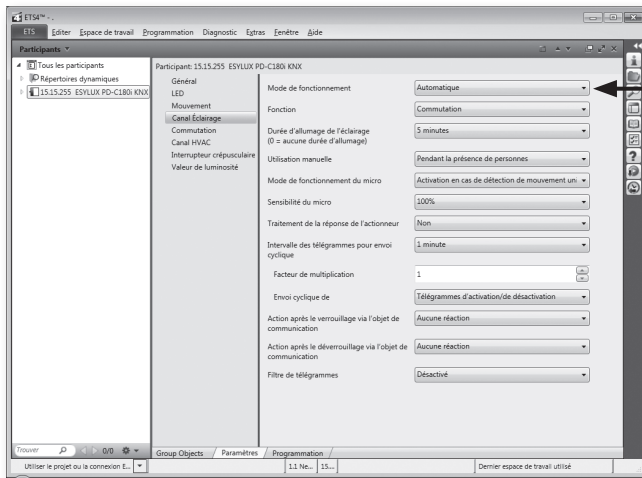 ETS4™ - .
ETS Editer Espace de travail Programmation Diagnostic Extras Fenêtre Aide
Participants
Tous les participants
Répertoires dynamiques
15.15.255 ESYLUX PD-C180i KNX
Participant: 15.15.255 ESYLUX PD-C180i KNX
Général
LED
Mouvement
Canal Éclairage
Commutation
Canal HVAC
Interrupteur crépusculaire
Valeur de luminosité
Mode de fonctionnement Automatique
Fonction Commutation
Durée d'allumage de l'éclairage
(0 = aucune durée d'allumage) 5 minutes
Utilisation manuelle Pendant la présence de personnes
Mode de fonctionnement du micro Activation en cas de détection de mouvement uni
Sensibilité du micro 100%
Traitement de la réponse de l'actionneur Non
Intervalle des télégrammes pour envoi
cyclique 1 minute
Facteur de multiplication 1
Envoi cyclique de Télégrammes d'activation/de désactivation
Action après le verrouillage via l'objet de
communication Aucune réaction
Action après le déverrouillage via l'objet de
communication Aucune réaction
Filtre de télégrammes Désactivé
Trouver 0/0
Group Objects Paramètres Programmation
Utiliser le projet ou la connexion E... 1.1 Ne... 15.... Dernier espace de travail utilisé